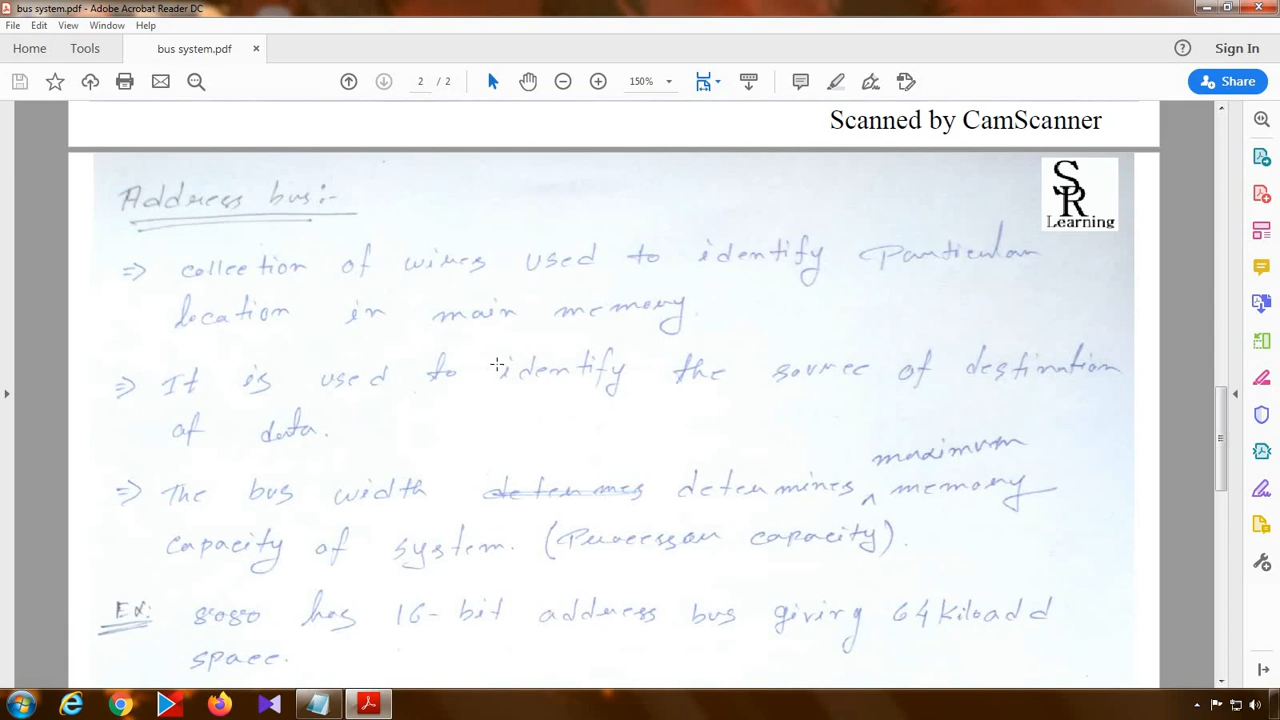 bus system.pdf - Adobe Acrobat Reader DC
File Edit View Window Help
Home Tools bus system.pdf × Sign In
2 / 2 150% Share
Scanned by CamScanner
SR
Learning
Address bus:-
⇒ collection of wires used to identify particular
location in main memory.
⇒ It is used to identify the source of destination
of data.
maximum
⇒ The bus width determines determines ^ memory
capacity of system. (Processor capacity).
Ex: 8080 has 16-bit address bus giving 64 Kiloadd
space.